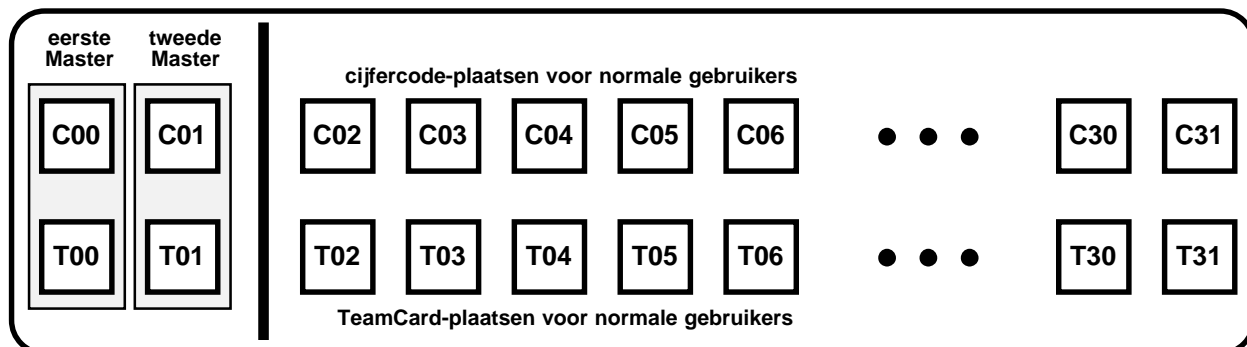 eerste tweede
Master Master
cijfercode-plaatsen voor normale gebruikers
C00 C01 C02 C03 C04 C05 C06 C30 C31
T00 T01 T02 T03 T04 T05 T06 T30 T31
TeamCard-plaatsen voor normale gebruikers